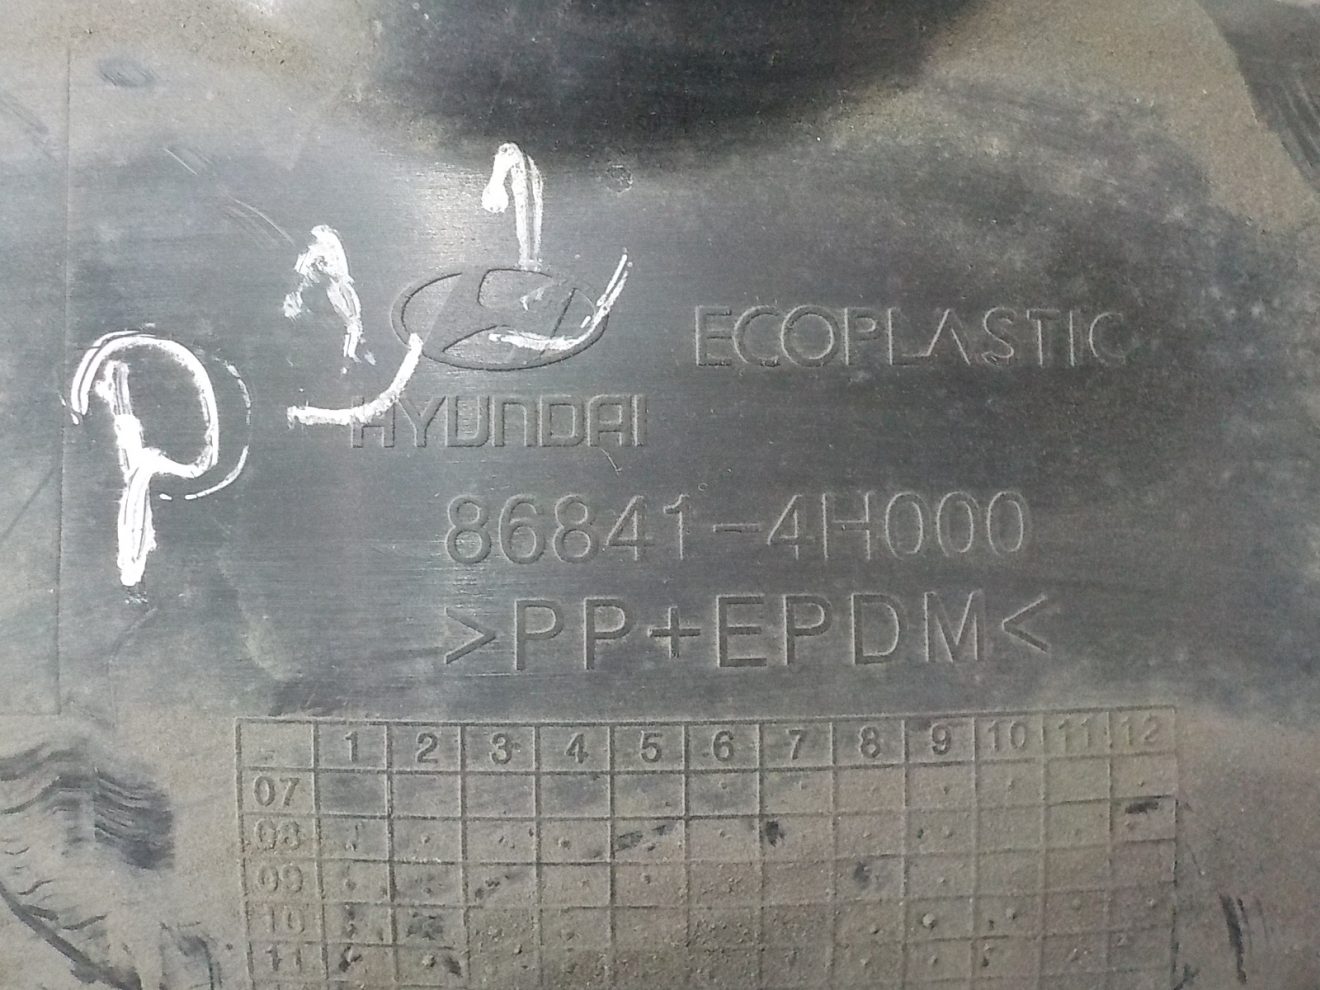 ECOPLASTIC
HYUNDAI
86841-4H000
>PP+EPDM<
1 2 3 4 5 6 7 8 9 10 11 12
07
08
09
10
11